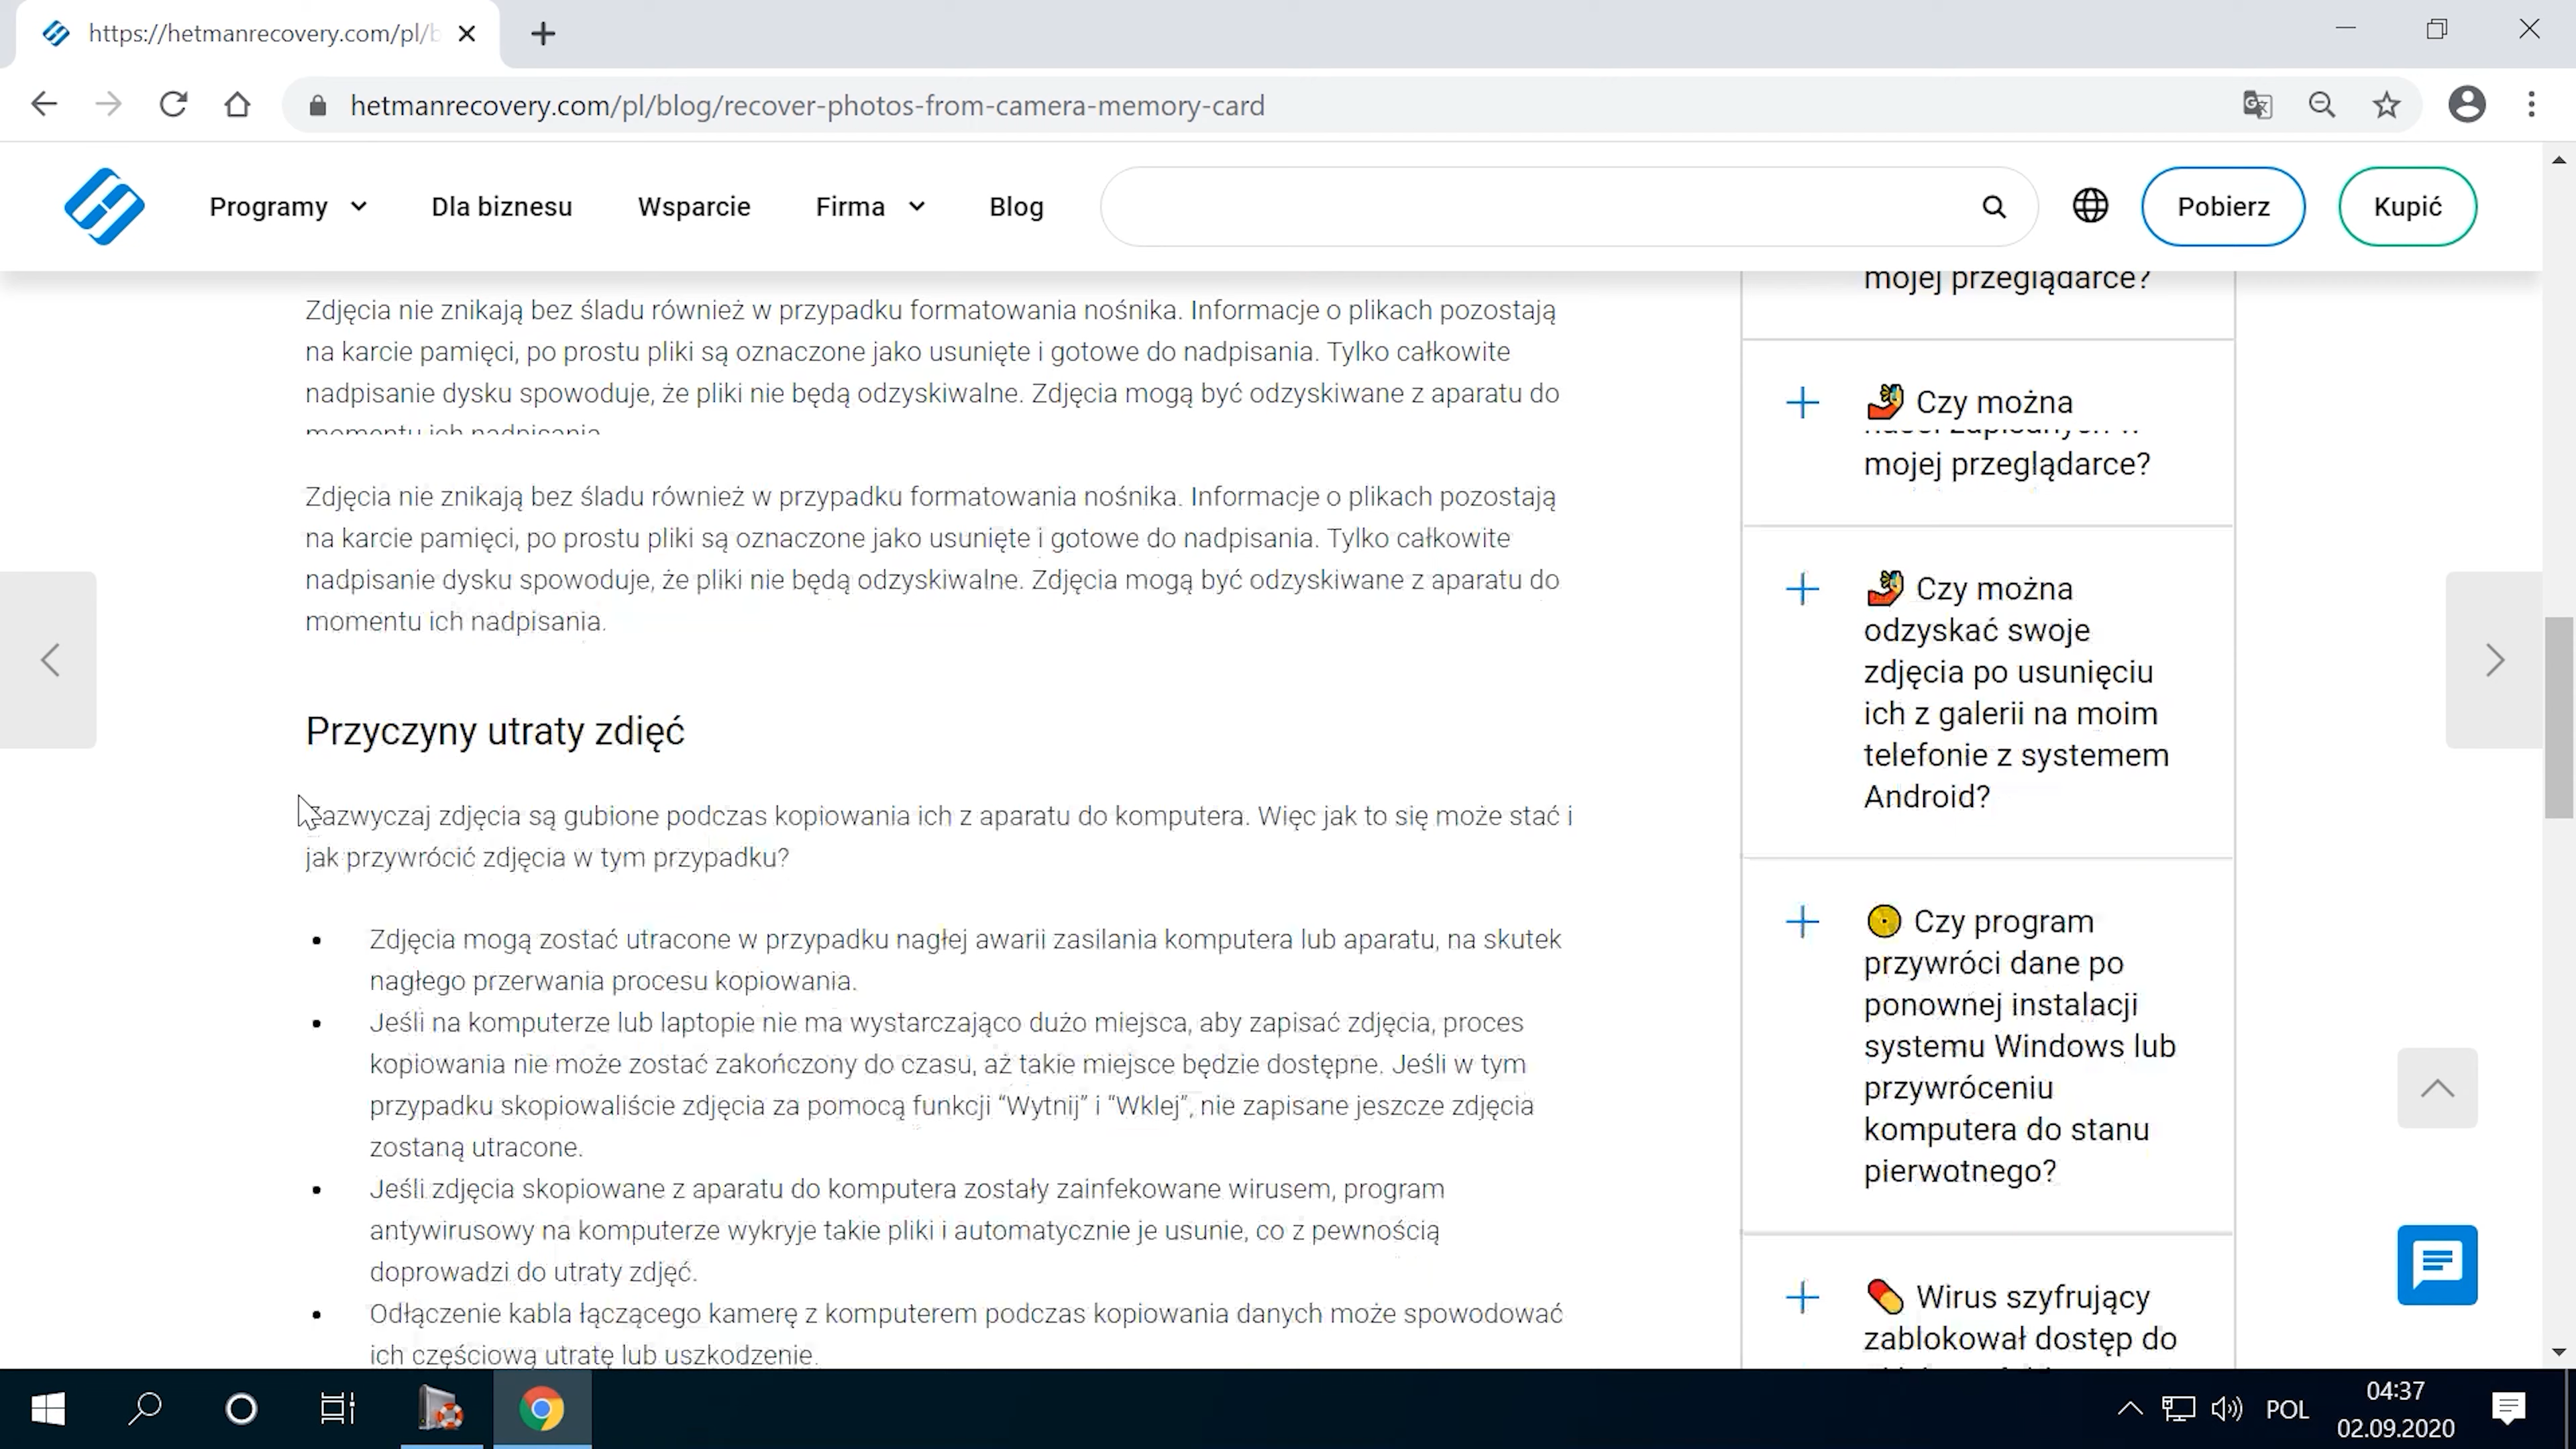 https://hetmanrecovery.com/pl/b
hetmanrecovery.com/pl/blog/recover-photos-from-camera-memory-card
Programy
Dla biznesu
Wsparcie
Firma
Blog
Pobierz
Kupić
Zdjęcia nie znikają bez śladu również w przypadku formatowania nośnika. Informacje o plikach pozostają
na karcie pamięci, po prostu pliki są oznaczone jako usunięte i gotowe do nadpisania. Tylko całkowite
nadpisanie dysku spowoduje, że pliki nie będą odzyskiwalne. Zdjęcia mogą być odzyskiwane z aparatu do
momentu ich nadpisania.
Zdjęcia nie znikają bez śladu również w przypadku formatowania nośnika. Informacje o plikach pozostają
na karcie pamięci, po prostu pliki są oznaczone jako usunięte i gotowe do nadpisania. Tylko całkowite
nadpisanie dysku spowoduje, że pliki nie będą odzyskiwalne. Zdjęcia mogą być odzyskiwane z aparatu do
momentu ich nadpisania.
Przyczyny utraty zdjęć
Zazwyczaj zdjęcia są gubione podczas kopiowania ich z aparatu do komputera. Więc jak to się może stać i
jak przywrócić zdjęcia w tym przypadku?
• Zdjęcia mogą zostać utracone w przypadku nagłej awarii zasilania komputera lub aparatu, na skutek
nagłego przerwania procesu kopiowania.
• Jeśli na komputerze lub laptopie nie ma wystarczająco dużo miejsca, aby zapisać zdjęcia, proces
kopiowania nie może zostać zakończony do czasu, aż takie miejsce będzie dostępne. Jeśli w tym
przypadku skopiowaliście zdjęcia za pomocą funkcji “Wytnij” i “Wklej”, nie zapisane jeszcze zdjęcia
zostaną utracone.
• Jeśli zdjęcia skopiowane z aparatu do komputera zostały zainfekowane wirusem, program
antywirusowy na komputerze wykryje takie pliki i automatycznie je usunie, co z pewnością
doprowadzi do utraty zdjęć.
• Odłączenie kabla łączącego kamerę z komputerem podczas kopiowania danych może spowodować
ich częściową utratę lub uszkodzenie.
mojej przeglądarce?
Czy można
mojej przeglądarce?
Czy można
odzyskać swoje
zdjęcia po usunięciu
ich z galerii na moim
telefonie z systemem
Android?
Czy program
przywróci dane po
ponownej instalacji
systemu Windows lub
przywróceniu
komputera do stanu
pierwotnego?
Wirus szyfrujący
zablokował dostęp do
POL
04:37
02.09.2020